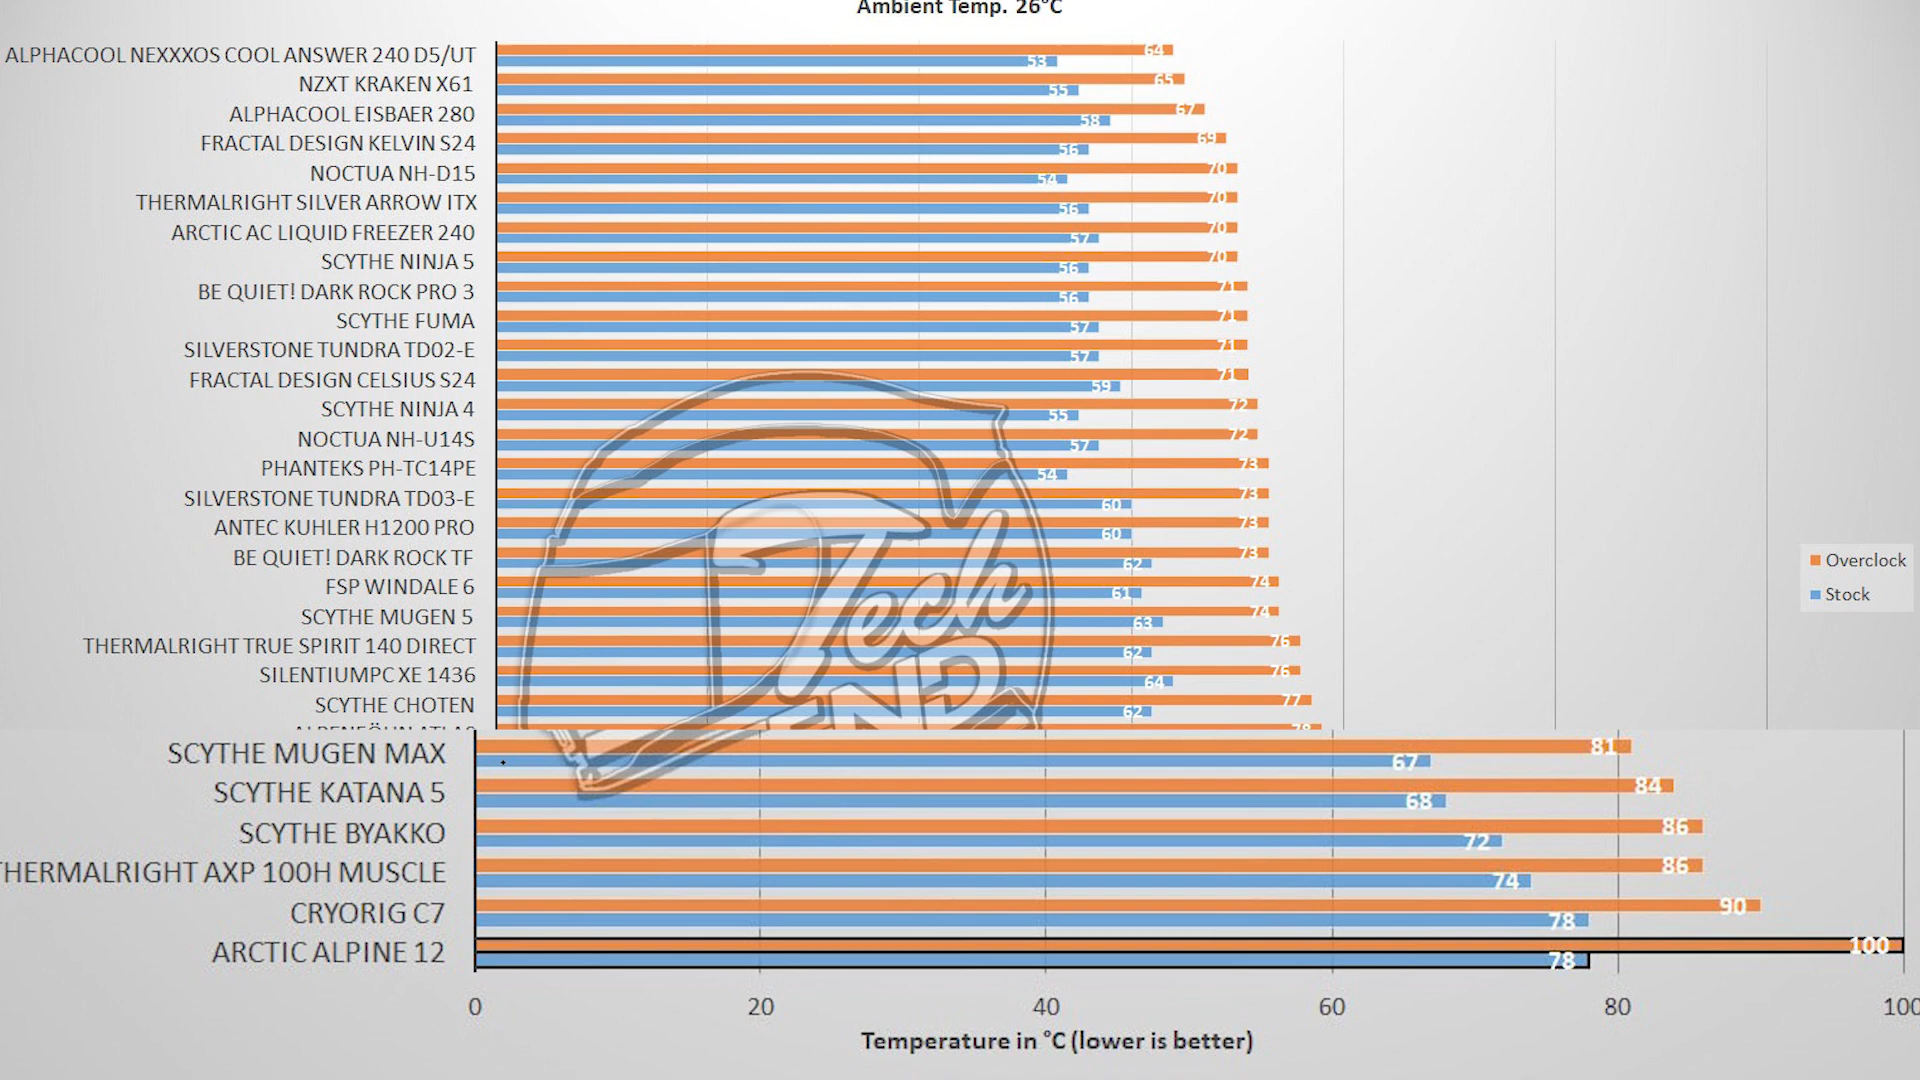 Ambient Temp. 26°C
ALPHACOOL NEXXXOS COOL ANSWER 240 D5/UT 64 53
NZXT KRAKEN X61 65 55
ALPHACOOL EISBAER 280 67 58
FRACTAL DESIGN KELVIN S24 69 56
NOCTUA NH-D15 70 54
THERMALRIGHT SILVER ARROW ITX 70 56
ARCTIC AC LIQUID FREEZER 240 70 57
SCYTHE NINJA 5 70 56
BE QUIET! DARK ROCK PRO 3 71 56
SCYTHE FUMA 71 57
SILVERSTONE TUNDRA TD02-E 71 57
FRACTAL DESIGN CELSIUS S24 71 59
SCYTHE NINJA 4 72 55
NOCTUA NH-U14S 72 57
PHANTEKS PH-TC14PE 73 54
SILVERSTONE TUNDRA TD03-E 73 60
ANTEC KUHLER H1200 PRO 73 60
BE QUIET! DARK ROCK TF 73 62
FSP WINDALE 6 74 61
SCYTHE MUGEN 5 74 63
THERMALRIGHT TRUE SPIRIT 140 DIRECT 76 62
SILENTIUMPC XE 1436 76 64
SCYTHE CHOTEN 77 62
ALPENFÖHN ATLAS 78
SCYTHE MUGEN MAX 81 67
SCYTHE KATANA 5 84 68
SCYTHE BYAKKO 86 72
THERMALRIGHT AXP 100H MUSCLE 86 74
CRYORIG C7 90 78
ARCTIC ALPINE 12 100 78
0 20 40 60 80 100
Temperature in °C (lower is better)
Overclock
Stock
Tech